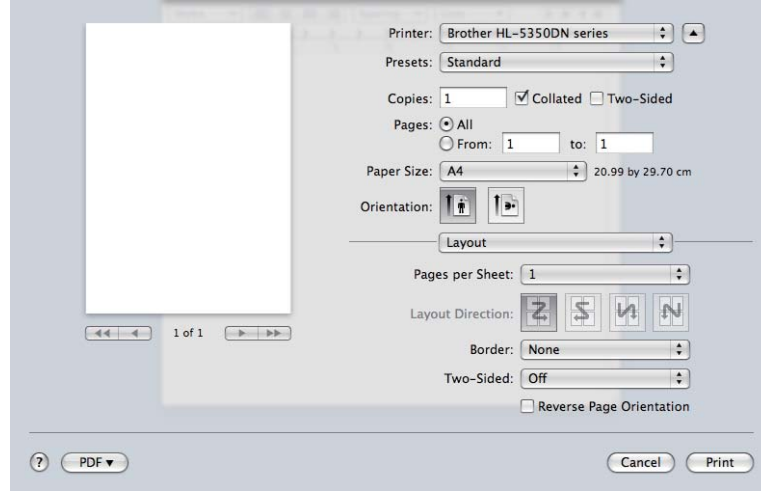 Printer: Brother HL-5350DN series
Presets: Standard
Copies: 1 Collated Two-Sided
Pages: All
From: 1 to: 1
Paper Size: A4 20.99 by 29.70 cm
Orientation:
Layout
Pages per Sheet: 1
Layout Direction:
1 of 1
Border: None
Two-Sided: Off
Reverse Page Orientation
? PDF▼ Cancel Print